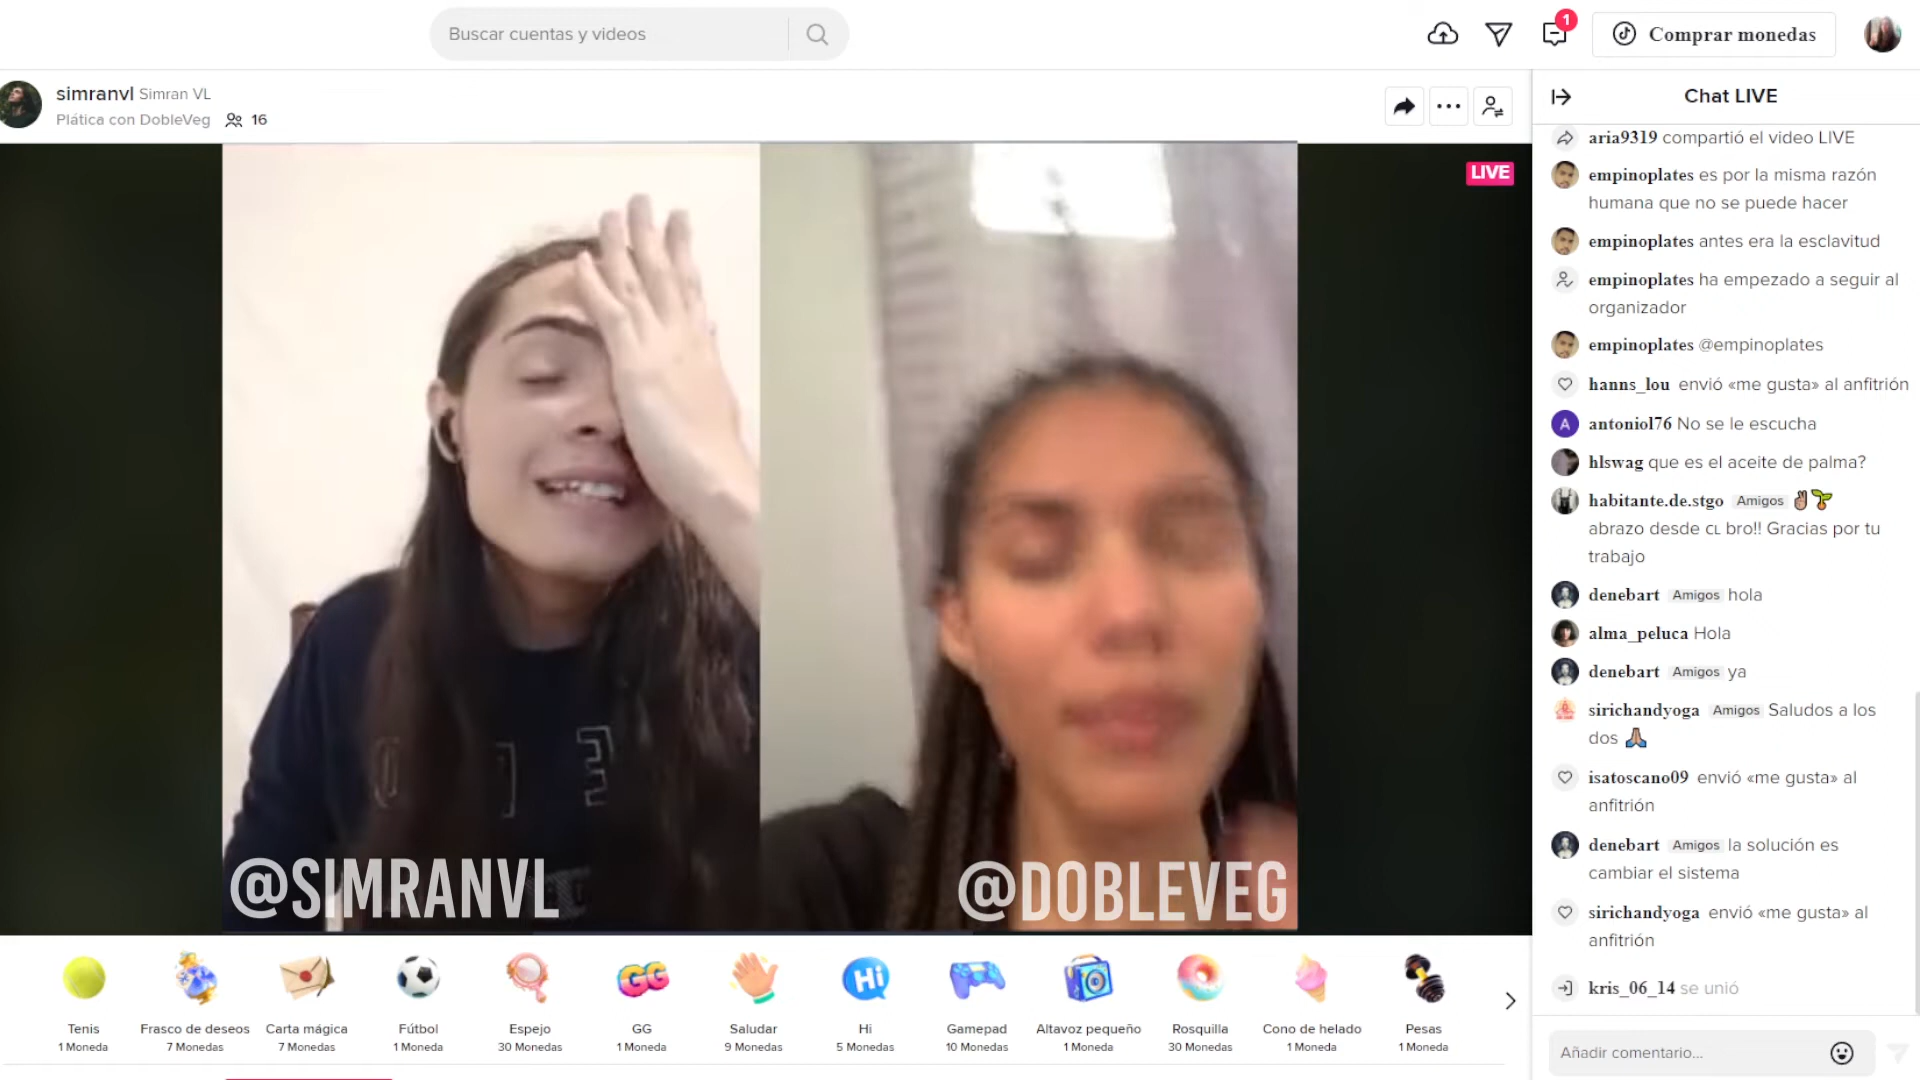 Buscar cuentas y videos
1
Comprar monedas
simranvl Simran VL
Plática con DobleVeg 16
LIVE
@SIMRANVL
@DOBLEVEG
Tenis
1 Moneda
Frasco de deseos
7 Monedas
Carta mágica
7 Monedas
Fútbol
1 Moneda
Espejo
30 Monedas
GG
GG
1 Moneda
Saludar
9 Monedas
Hi
Hi
5 Monedas
Gamepad
10 Monedas
Altavoz pequeño
1 Moneda
Rosquilla
30 Monedas
Cono de helado
1 Moneda
Pesas
1 Moneda
Chat LIVE
aria9319 compartió el video LIVE
empinoplates es por la misma razón
humana que no se puede hacer
empinoplates antes era la esclavitud
empinoplates ha empezado a seguir al
organizador
empinoplates @empinoplates
hanns_lou envió «me gusta» al anfitrión
A antoniol76 No se le escucha
hlswag que es el aceite de palma?
habitante.de.stgo Amigos ✌🏽🌱
abrazo desde CL bro!! Gracias por tu
trabajo
denebart Amigos hola
alma_peluca Hola
denebart Amigos ya
sirichandyoga Amigos Saludos a los
dos 🙏🏽
isatoscano09 envió «me gusta» al
anfitrión
denebart Amigos la solución es
cambiar el sistema
sirichandyoga envió «me gusta» al
anfitrión
kris_06_14 se unió
Añadir comentario...